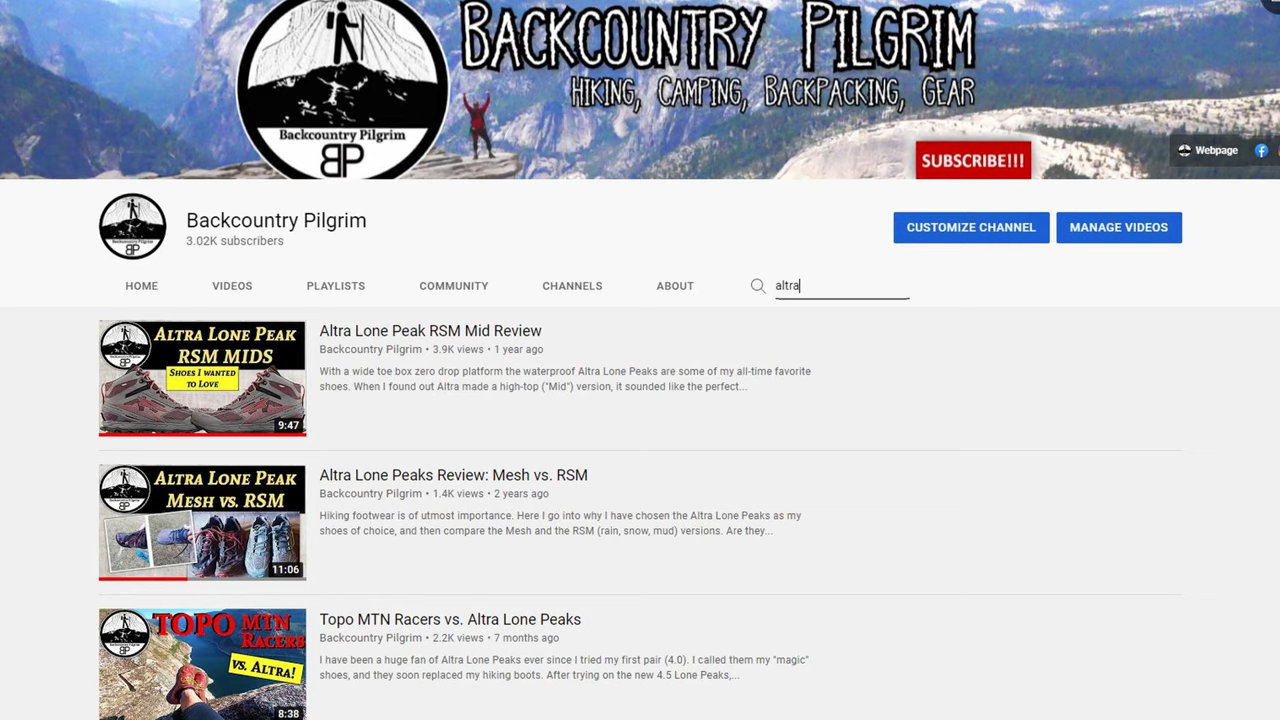 BACKCOUNTRY PILGRIM
HIKING, CAMPING, BACKPACKING, GEAR
Backcountry Pilgrim
BP
SUBSCRIBE!!!
Webpage
Backcountry Pilgrim
BP
Backcountry Pilgrim
3.02K subscribers
CUSTOMIZE CHANNEL
MANAGE VIDEOS
HOME VIDEOS PLAYLISTS COMMUNITY CHANNELS ABOUT altra
ALTRA LONE PEAK
RSM MIDS
SHOES I WANTED
TO LOVE
BP
9:47
Altra Lone Peak RSM Mid Review
Backcountry Pilgrim • 3.9K views • 1 year ago
With a wide toe box zero drop platform the waterproof Altra Lone Peaks are some of my all-time favorite
shoes. When I found out Altra made a high-top ("Mid") version, it sounded like the perfect...
ALTRA LONE PEAK
MESH VS. RSM
BP
11:06
Altra Lone Peaks Review: Mesh vs. RSM
Backcountry Pilgrim • 1.4K views • 2 years ago
Hiking footwear is of utmost importance. Here I go into why I have chosen the Altra Lone Peaks as my
shoes of choice, and then compare the Mesh and the RSM (rain, snow, mud) versions. Are they...
TOPO MTN
RACERS
VS. ALTRA!
BP
8:38
Topo MTN Racers vs. Altra Lone Peaks
Backcountry Pilgrim • 2.2K views • 7 months ago
I have been a huge fan of Altra Lone Peaks ever since I tried my first pair (4.0). I called them my "magic"
shoes, and they soon replaced my hiking boots. After trying on the new 4.5 Lone Peaks,...